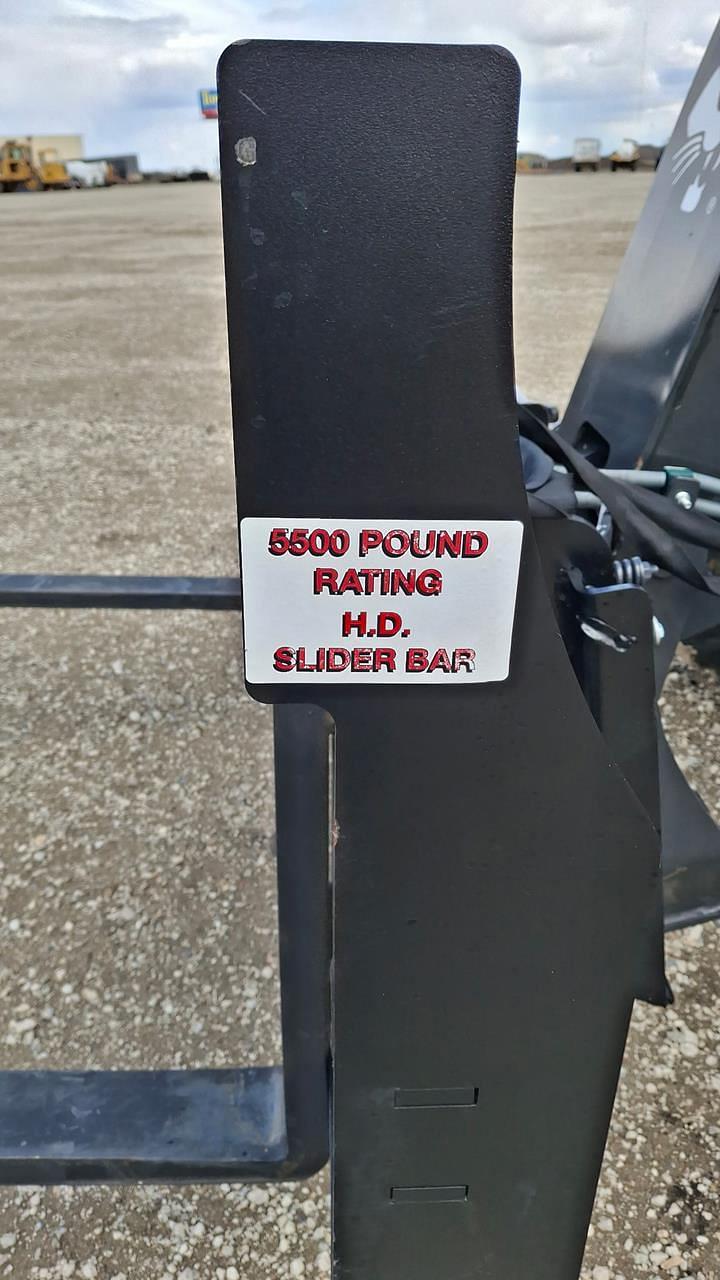 5500 POUND
RATING
H.D.
SLIDER BAR